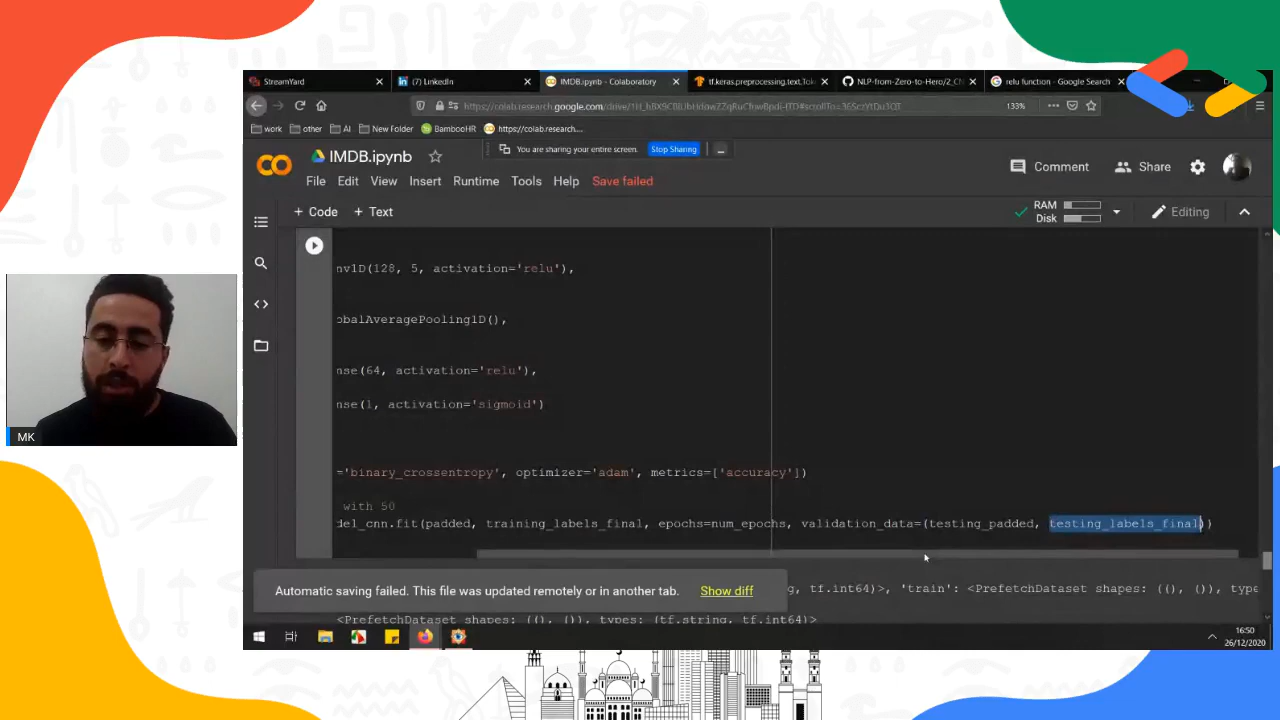 StreamYard
(7) LinkedIn
IMDB.ipynb - Colaboratory
tf.keras.preprocessing.text.Tok
NLP-from-Zero-to-Hero/2_CN
relu function - Google Search
133%
work
other
AI
New Folder
BambooHR
https://colab.research....
You are sharing your entire screen.
Stop Sharing
IMDB.ipynb
Comment
Share
File Edit View Insert Runtime Tools Help Save failed
+ Code + Text
RAM
Disk
Editing
nv1D(128, 5, activation='relu'),
obalAveragePooling1D(),
nse(64, activation='relu'),
nse(1, activation='sigmoid')
='binary_crossentropy', optimizer='adam', metrics=['accuracy'])
with 50
del_cnn.fit(padded, training_labels_final, epochs=num_epochs, validation_data=(testing_padded, testing_labels_final))
Automatic saving failed. This file was updated remotely or in another tab. Show diff
g, tf.int64)>, 'train': <PrefetchDataset shapes: ((), ()), type
<PrefetchDataset shapes: ((), ()), types: (tf.string, tf.int64)>
MK
16:50
26/12/2020